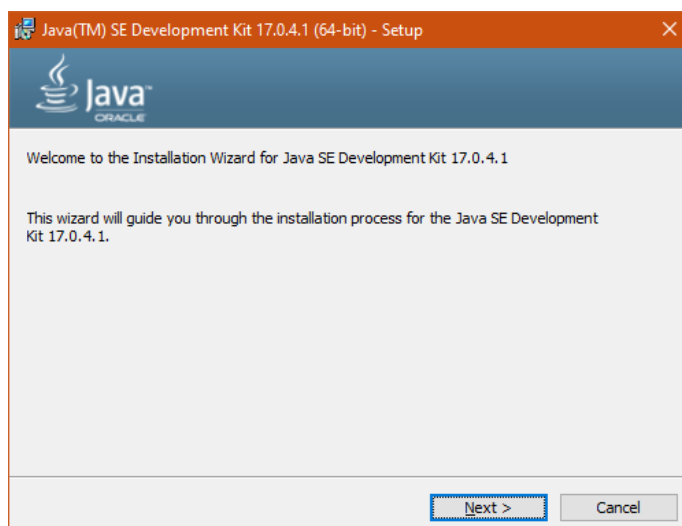 Java(TM) SE Development Kit 17.0.4.1 (64-bit) - Setup
Java™
ORACLE
Welcome to the Installation Wizard for Java SE Development Kit 17.0.4.1
This wizard will guide you through the installation process for the Java SE Development
Kit 17.0.4.1.
Next > Cancel